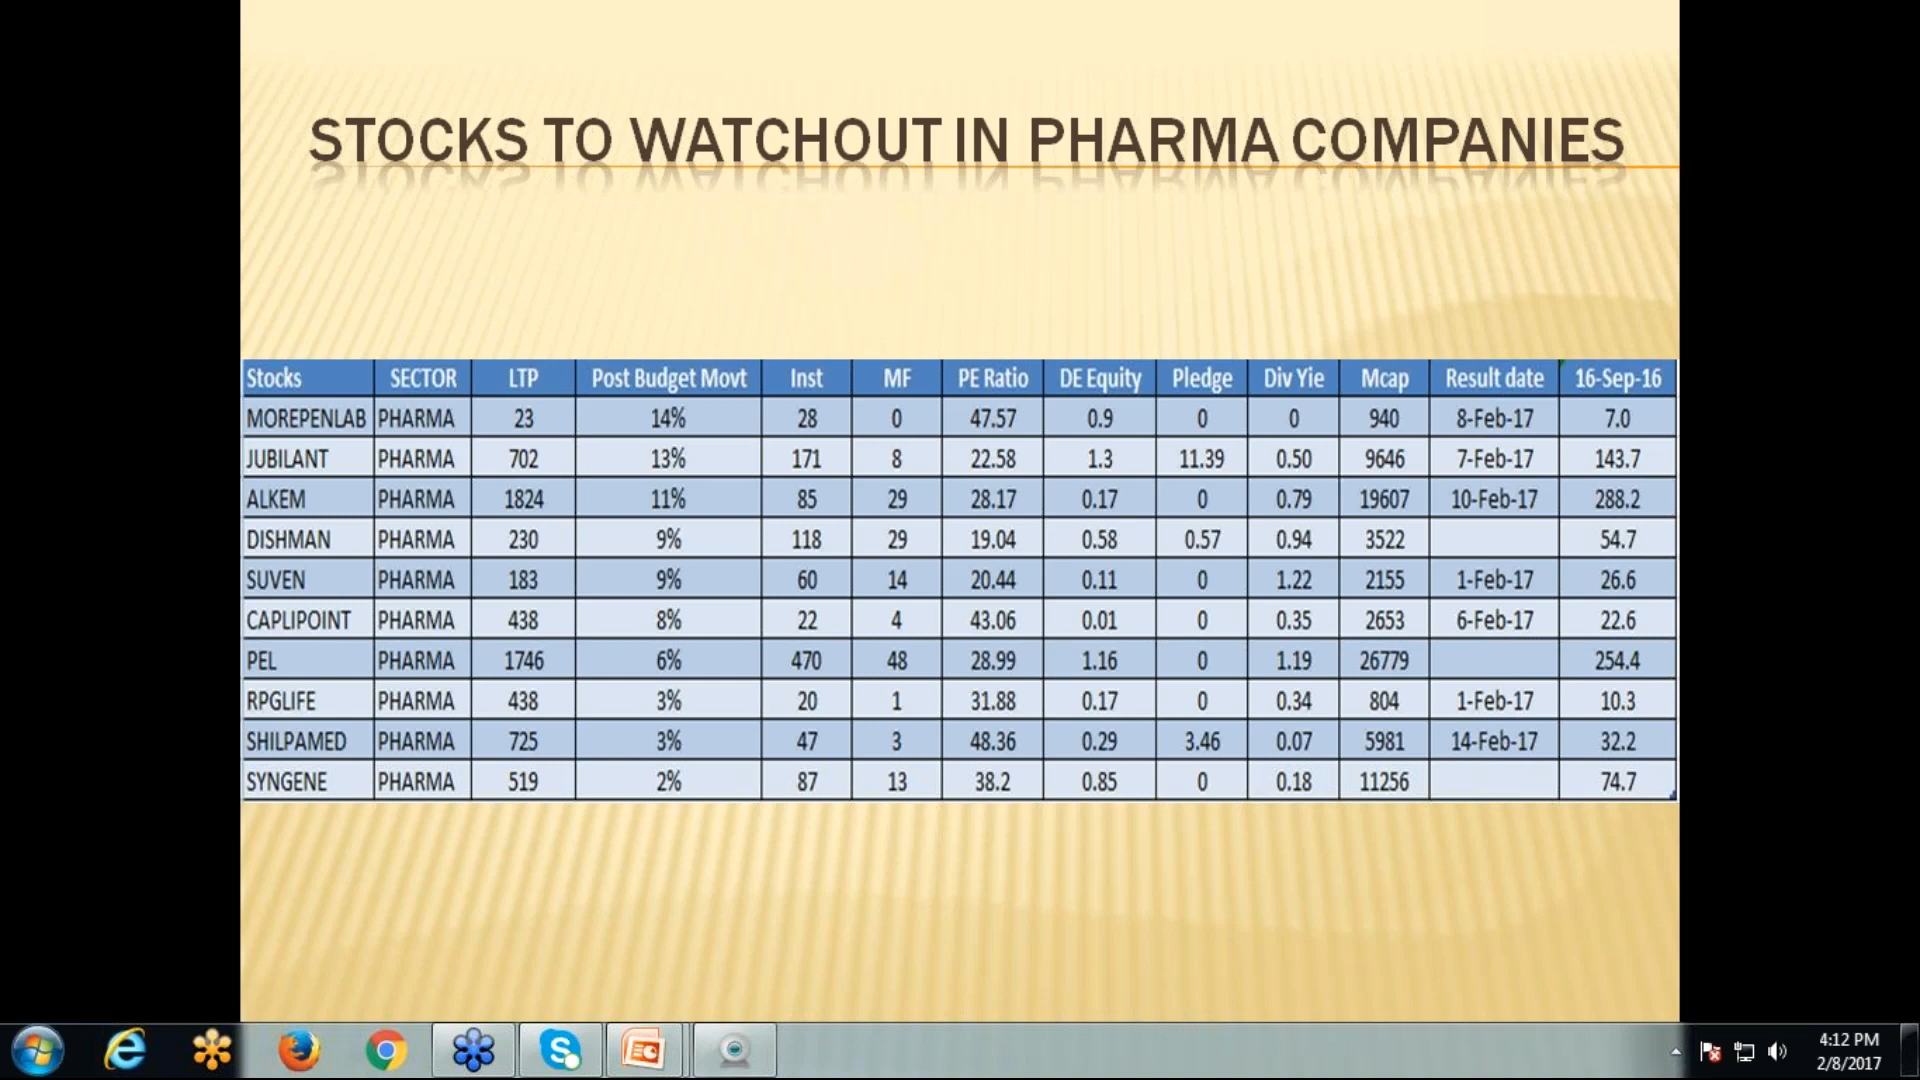 STOCKS TO WATCHOUT IN PHARMA COMPANIES
Stocks SECTOR LTP Post Budget Movt Inst MF PE Ratio DE Equity Pledge Div Yie Mcap Result date 16-Sep-16
MOREPENLAB PHARMA 23 14% 28 0 47.57 0.9 0 0 940 8-Feb-17 7.0
JUBILANT PHARMA 702 13% 171 8 22.58 1.3 11.39 0.50 9646 7-Feb-17 143.7
ALKEM PHARMA 1824 11% 85 29 28.17 0.17 0 0.79 19607 10-Feb-17 288.2
DISHMAN PHARMA 230 9% 118 29 19.04 0.58 0.57 0.94 3522 54.7
SUVEN PHARMA 183 9% 60 14 20.44 0.11 0 1.22 2155 1-Feb-17 26.6
CAPLIPOINT PHARMA 438 8% 22 4 43.06 0.01 0 0.35 2653 6-Feb-17 22.6
PEL PHARMA 1746 6% 470 48 28.99 1.16 0 1.19 26779 254.4
RPGLIFE PHARMA 438 3% 20 1 31.88 0.17 0 0.34 804 1-Feb-17 10.3
SHILPAMED PHARMA 725 3% 47 3 48.36 0.29 3.46 0.07 5981 14-Feb-17 32.2
SYNGENE PHARMA 519 2% 87 13 38.2 0.85 0 0.18 11256 74.7
4:12 PM
2/8/2017